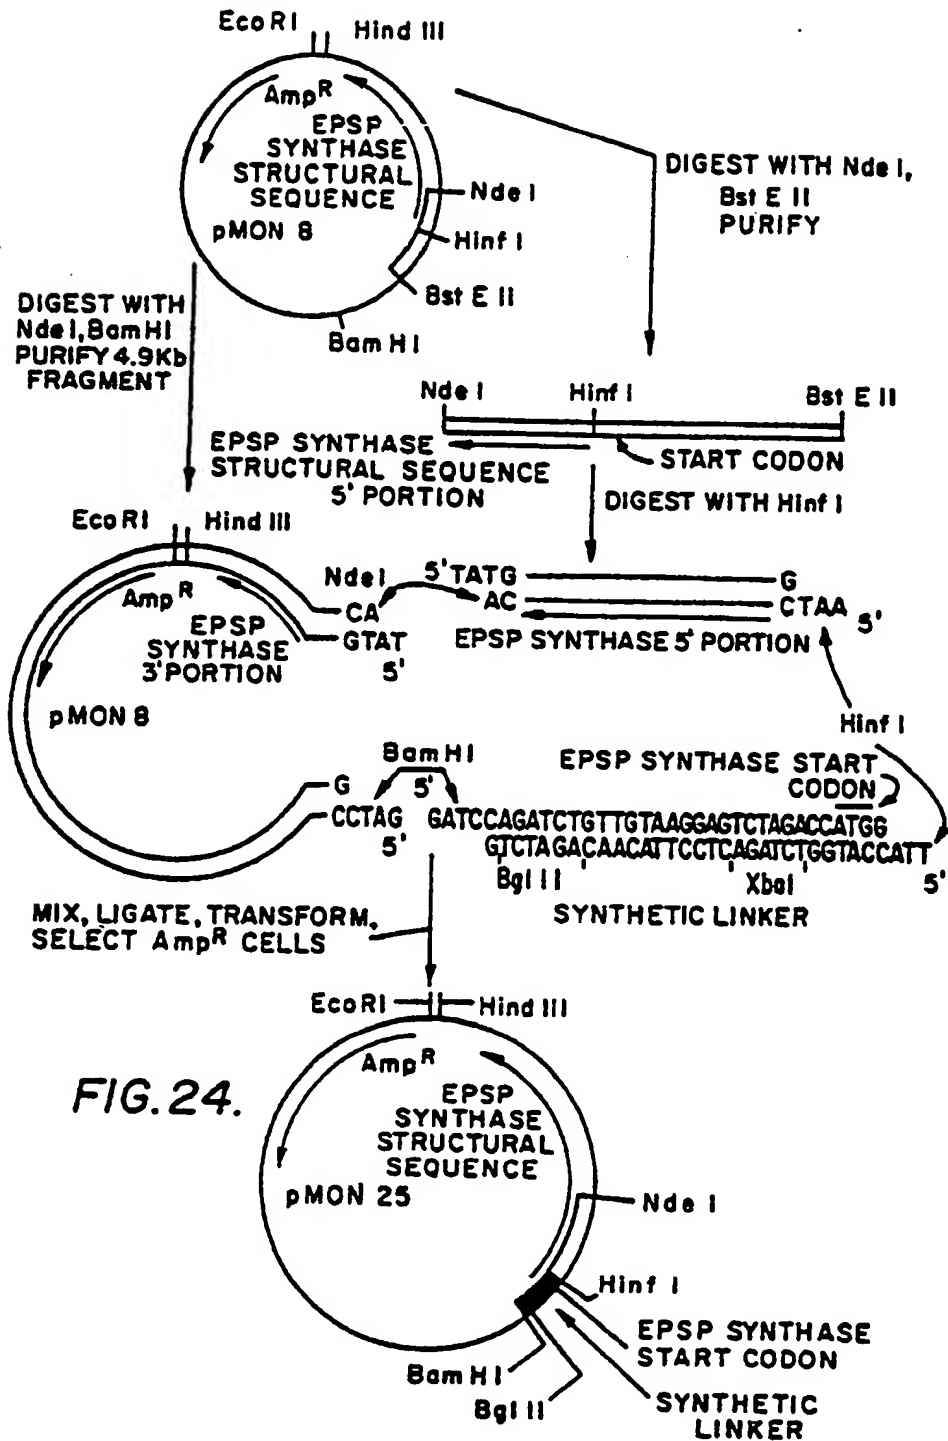 EcoRI Hind III
AmpR
EPSP
SYNTHASE
STRUCTURAL
SEQUENCE
pMON 8
Nde I
Hinf I
Bst E II
BamHI
DIGEST WITH Nde I,
Bst E II
PURIFY
DIGEST WITH
NdeI,BamHI
PURIFY 4.9Kb
FRAGMENT
Nde I Hinf I Bst E II
EPSP SYNTHASE
STRUCTURAL SEQUENCE
5' PORTION
START CODON
DIGEST WITH Hinf I
EcoRI Hind III
AmpR
EPSP
SYNTHASE
3'PORTION
pMON 8
NdeI
CA
GTAT
5'
5'TATG G
AC CTAA 5'
EPSP SYNTHASE 5' PORTION
Hinf I
BamHI
5'
EPSP SYNTHASE START
CODON
G
CCTAG
5'
GATCCAGATCTGTTGTAAGGAGTCTAGACCATGG
GTCTAGACAACATTCCTCAGATCTGGTACCATT
5'
Bgl II XbaI
SYNTHETIC LINKER
MIX, LIGATE, TRANSFORM,
SELECT AmpR CELLS
EcoRI Hind III
AmpR
EPSP
SYNTHASE
STRUCTURAL
SEQUENCE
pMON 25
Nde I
Hinf I
EPSP SYNTHASE
START CODON
SYNTHETIC
LINKER
BamHI
Bgl II
FIG.24.